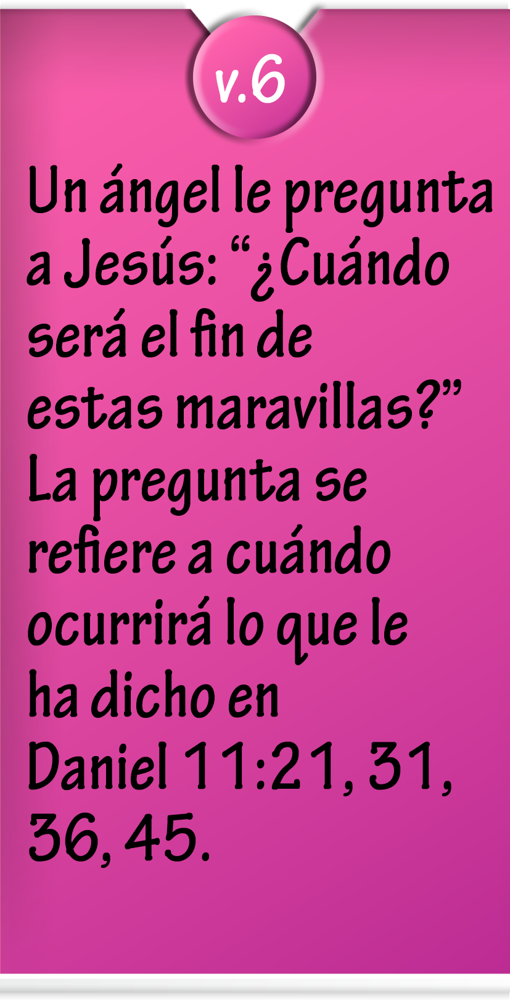 v.6
Un ángel le pregunta
a Jesús: “¿Cuándo
será el fin de
estas maravillas?”
La pregunta se
refiere a cuándo
ocurrirá lo que le
ha dicho en
Daniel 11:21, 31,
36, 45.